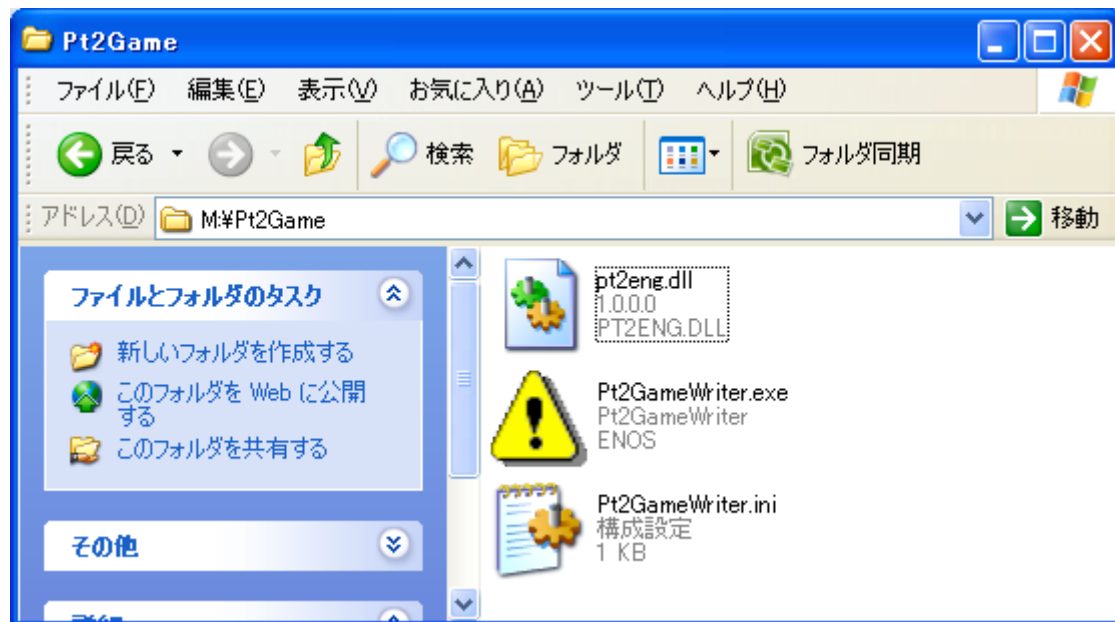 Pt2Game
ファイル(F) 編集(E) 表示(V) お気に入り(A) ツール(T) ヘルプ(H)
戻る 検索 フォルダ フォルダ同期
アドレス(D) M:¥Pt2Game 移動
ファイルとフォルダのタスク
新しいフォルダを作成する
このフォルダを Web に公開
する
このフォルダを共有する
その他
pt2eng.dll
1.0.0.0
PT2ENG.DLL
Pt2GameWriter.exe
Pt2GameWriter
ENOS
Pt2GameWriter.ini
構成設定
1 KB